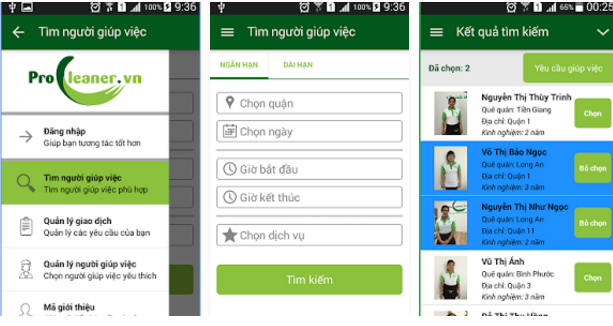 100% 9:36
Tìm người giúp việc
Pro Cleaner.vn
Đăng nhập
Giúp bạn tương tác tốt hơn
Tìm người giúp việc
Tìm người giúp việc phù hợp
Quản lý giao dịch
Quản lý các yêu cầu của bạn
Quản lý người giúp việc
Chọn người giúp việc yêu thích
Mã giới thiệu
100% 9:36
Tìm người giúp việc
NGẮN HẠN
DÀI HẠN
Chọn quận
Chọn ngày
Giờ bắt đầu
Giờ kết thúc
Chọn dịch vụ
Tìm kiếm
65% 00:25
Kết quả tìm kiếm
Đã chọn: 2
Yêu cầu giúp việc
Nguyễn Thị Thùy Trinh
Quê quán: Tiền Giang
Địa chỉ: Quận 1
Kinh nghiệm: 2 năm
Chọn
Võ Thị Bảo Ngọc
Quê quán: Long An
Địa chỉ: Quận 1
Kinh nghiệm: 3 năm
Bỏ chọn
Nguyễn Thị Như Ngọc
Quê quán: Long An
Địa chỉ: Quận 11
Kinh nghiệm: 2 năm
Bỏ chọn
Vũ Thị Ánh
Quê quán: Bình Phước
Địa chỉ: Quận 3
Kinh nghiệm: 2 năm
Chọn